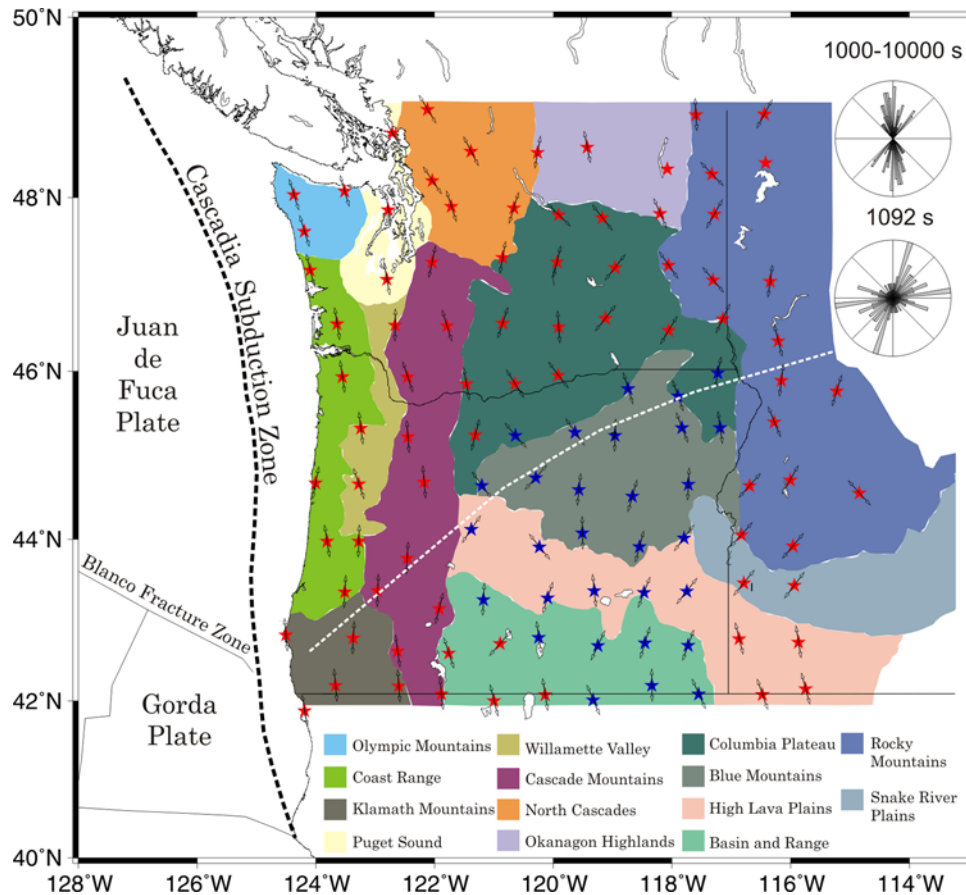 50°N
48°N
46°N
44°N
42°N
40°N
128°W
126°W
124°W
122°W
120°W
118°W
116°W
1000-10000 s
1092 s
Cascadia Subduction Zone
Juan
de
Fuca
Plate
Blanco Fracture Zone
Gorda
Plate
Olympic Mountains
Coast Range
Klamath Mountains
Puget Sound
Willamette Valley
Cascade Mountains
North Cascades
Okanagon Highlands
Columbia Plateau
Blue Mountains
High Lava Plains
Basin and Range
Rocky
Mountains
Snake River
Plains